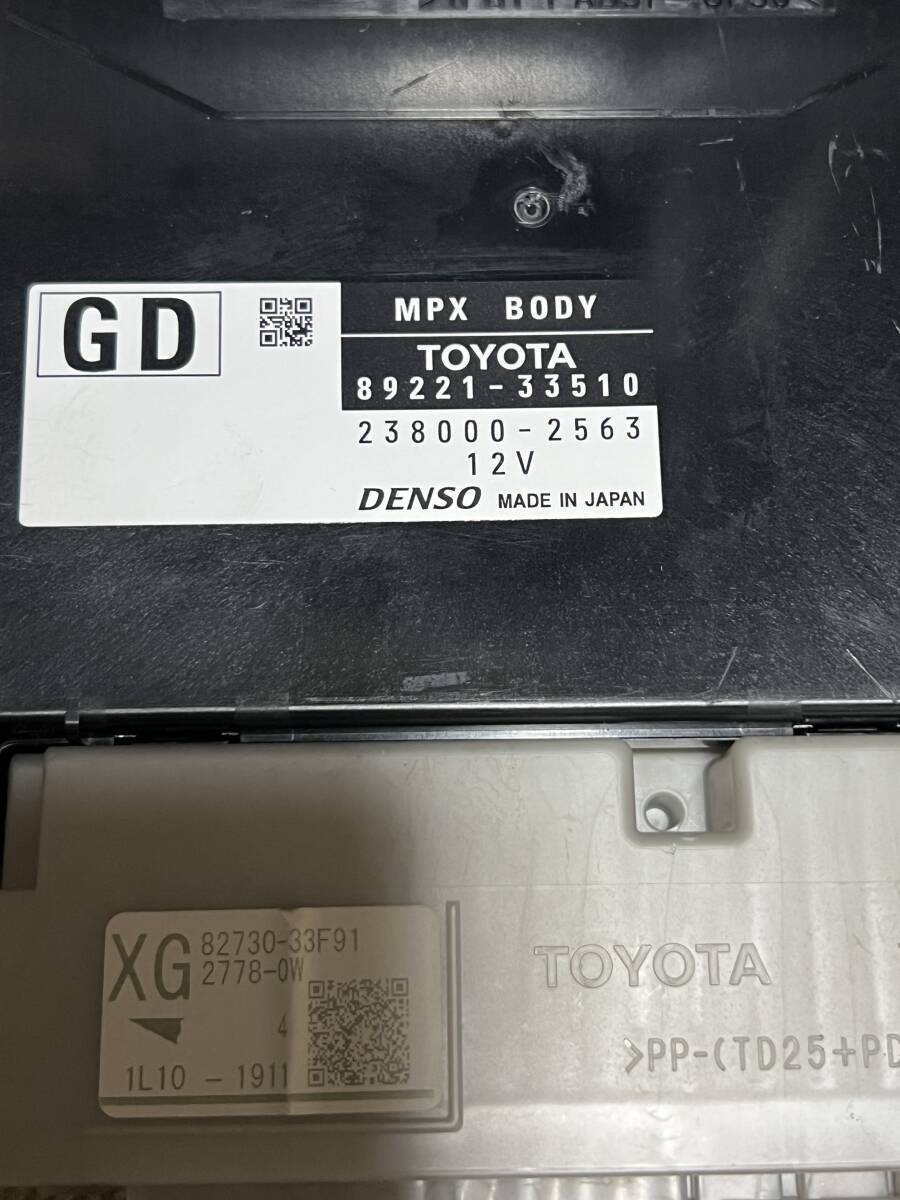 GD
MPX BODY
TOYOTA
89221-33510
238000-2563
12V
DENSO MADE IN JAPAN
XG
82730-33F91
2778-0W
4
1L10 - 1911
TOYOTA
>PP-(TD25+PD